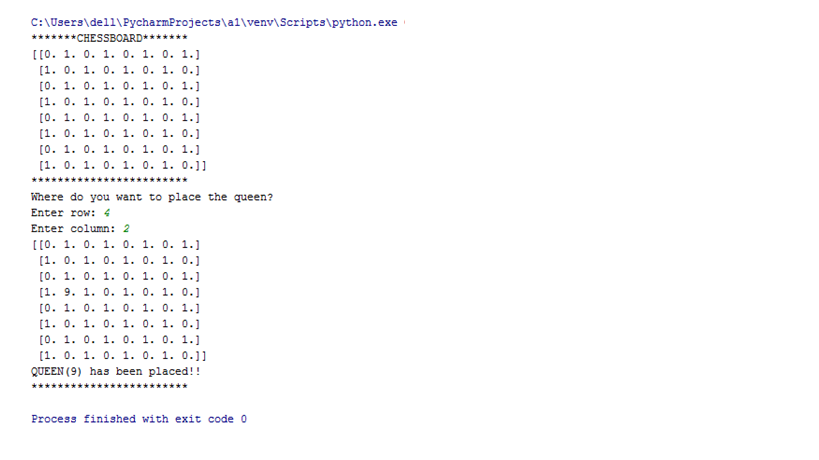 C:\Users\dell\PycharmProjects\a1\venv\Scripts\python.exe
*******CHESSBOARD*******
[[0. 1. 0. 1. 0. 1. 0. 1.]
[1. 0. 1. 0. 1. 0. 1. 0.]
[0. 1. 0. 1. 0. 1. 0. 1.]
[1. 0. 1. 0. 1. 0. 1. 0.]
[0. 1. 0. 1. 0. 1. 0. 1.]
[1. 0. 1. 0. 1. 0. 1. 0.]
[0. 1. 0. 1. 0. 1. 0. 1.]
[1. 0. 1. 0. 1. 0. 1. 0.]]
************************
Where do you want to place the queen?
Enter row: 4
Enter column: 2
[[0. 1. 0. 1. 0. 1. 0. 1.]
[1. 0. 1. 0. 1. 0. 1. 0.]
[0. 1. 0. 1. 0. 1. 0. 1.]
[1. 9. 1. 0. 1. 0. 1. 0.]
[0. 1. 0. 1. 0. 1. 0. 1.]
[1. 0. 1. 0. 1. 0. 1. 0.]
[0. 1. 0. 1. 0. 1. 0. 1.]
[1. 0. 1. 0. 1. 0. 1. 0.]]
QUEEN(9) has been placed!!
************************
Process finished with exit code 0